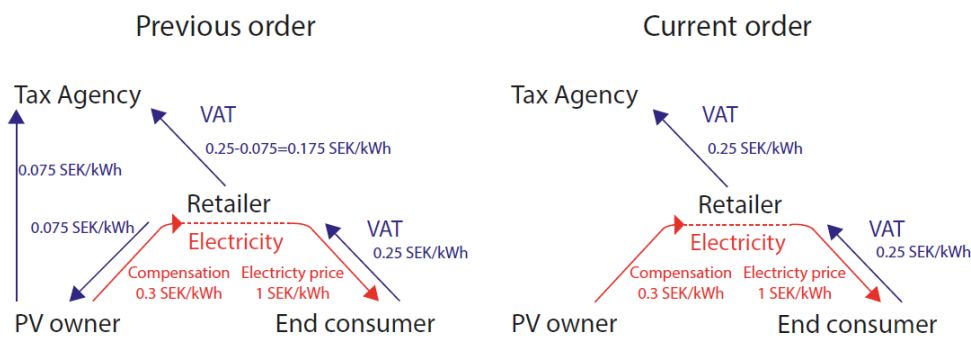 Previous order
Tax Agency
VAT
0.25-0.075=0.175 SEK/kWh
0.075 SEK/kWh
Retailer
0.075 SEK/kWh
Electricity
VAT
0.25 SEK/kWh
Compensation
0.3 SEK/kWh
Electricty price
1 SEK/kWh
PV owner
End consumer
Current order
Tax Agency
VAT
0.25 SEK/kWh
Retailer
Electricity
VAT
0.25 SEK/kWh
Compensation
0.3 SEK/kWh
Electricty price
1 SEK/kWh
PV owner
End consumer